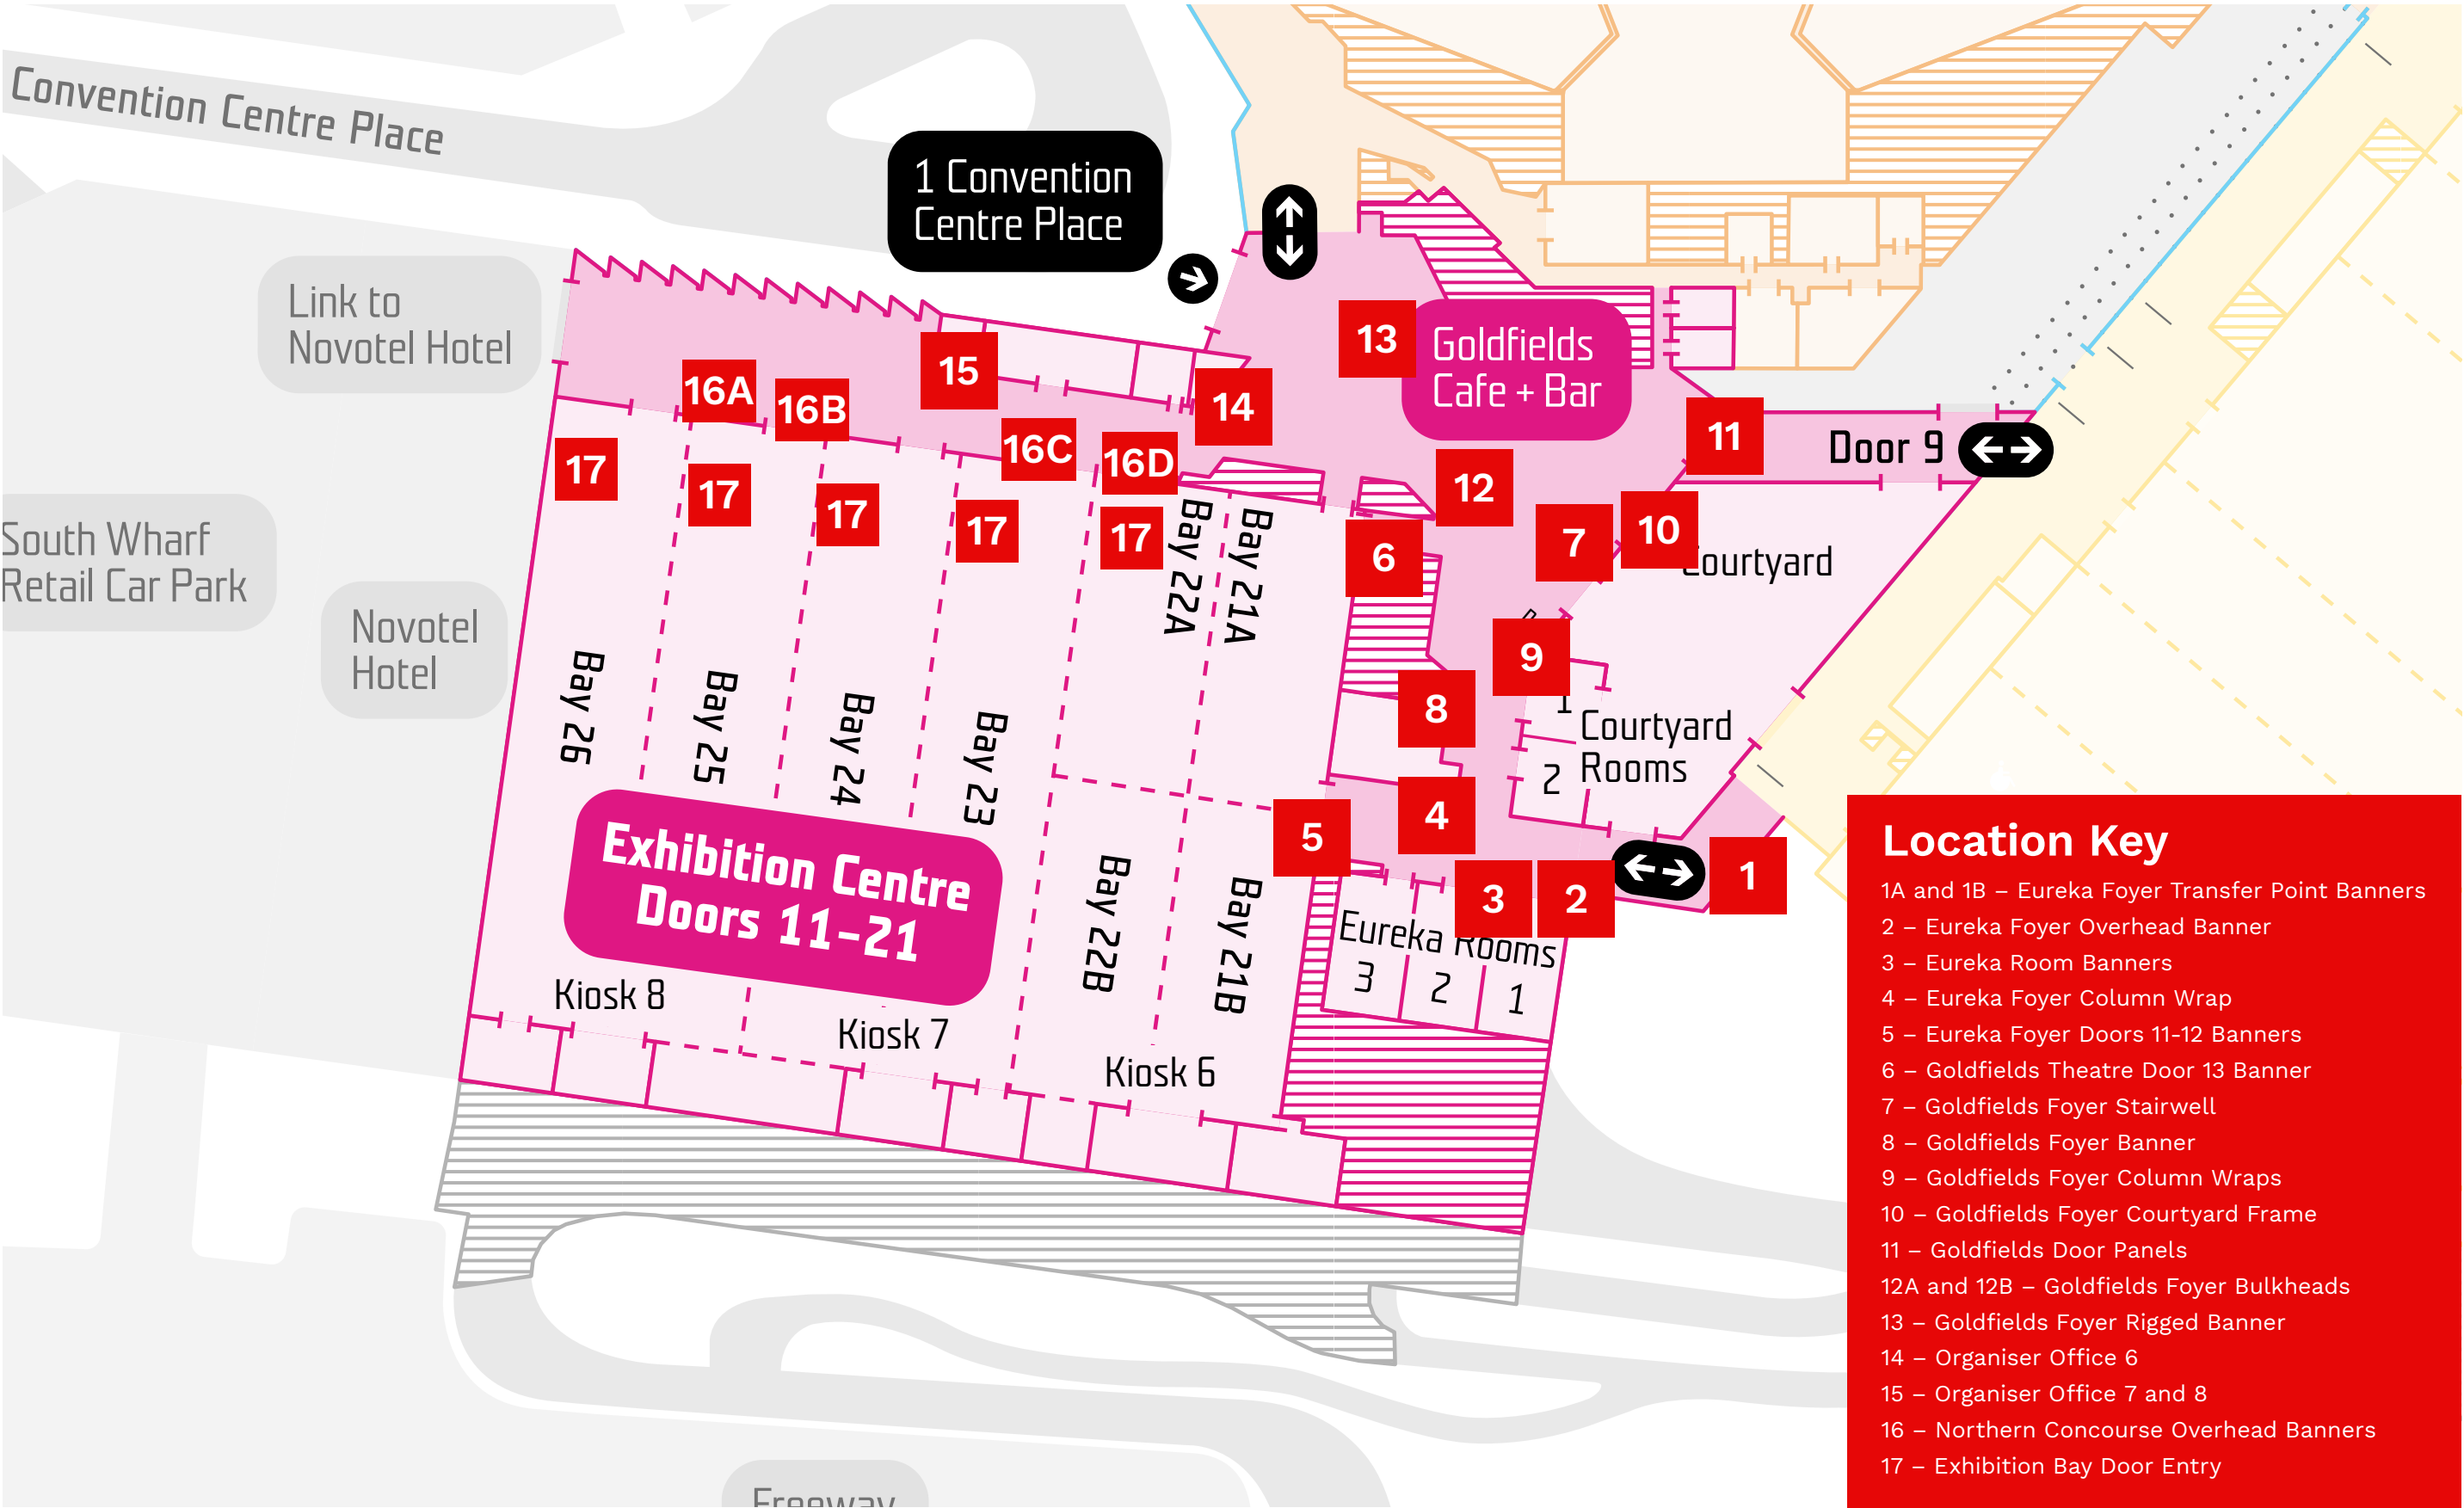 Convention Centre Place
1 Convention
Centre Place
Link to
Novotel Hotel
South Wharf
Retail Car Park
Novotel
Hotel
13
Goldfields
Cafe + Bar
15
14
16A
16B
16C
16D
11
Door 9
12
10
7
6
Courtyard
17
17
17
17
17
Bay 22A
Bay 21A
9
8
1
Courtyard
Rooms
2
Bay 26
Bay 25
Bay 24
Bay 23
Exhibition Centre
Doors 11-21
4
5
1
3
2
Bay 22B
Bay 21B
Eureka Rooms
3
2
1
Kiosk 8
Kiosk 7
Kiosk 6
Freeway
Location Key
1A and 1B – Eureka Foyer Transfer Point Banners
2 – Eureka Foyer Overhead Banner
3 – Eureka Room Banners
4 – Eureka Foyer Column Wrap
5 – Eureka Foyer Doors 11-12 Banners
6 – Goldfields Theatre Door 13 Banner
7 – Goldfields Foyer Stairwell
8 – Goldfields Foyer Banner
9 – Goldfields Foyer Column Wraps
10 – Goldfields Foyer Courtyard Frame
11 – Goldfields Door Panels
12A and 12B – Goldfields Foyer Bulkheads
13 – Goldfields Foyer Rigged Banner
14 – Organiser Office 6
15 – Organiser Office 7 and 8
16 – Northern Concourse Overhead Banners
17 – Exhibition Bay Door Entry